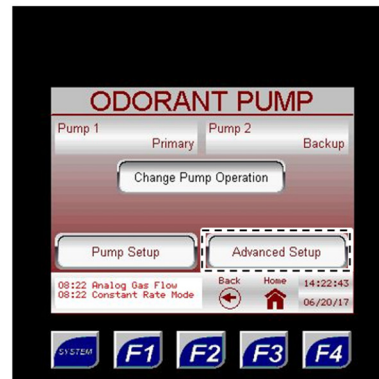 ODORANT PUMP
Pump 1
Primary
Pump 2
Backup
Change Pump Operation
Pump Setup
Advanced Setup
08:22 Analog Gas Flow
08:22 Constant Rate Mode
Back
Home
14:22:43
06/20/17
SYSTEM
F1
F2
F3
F4